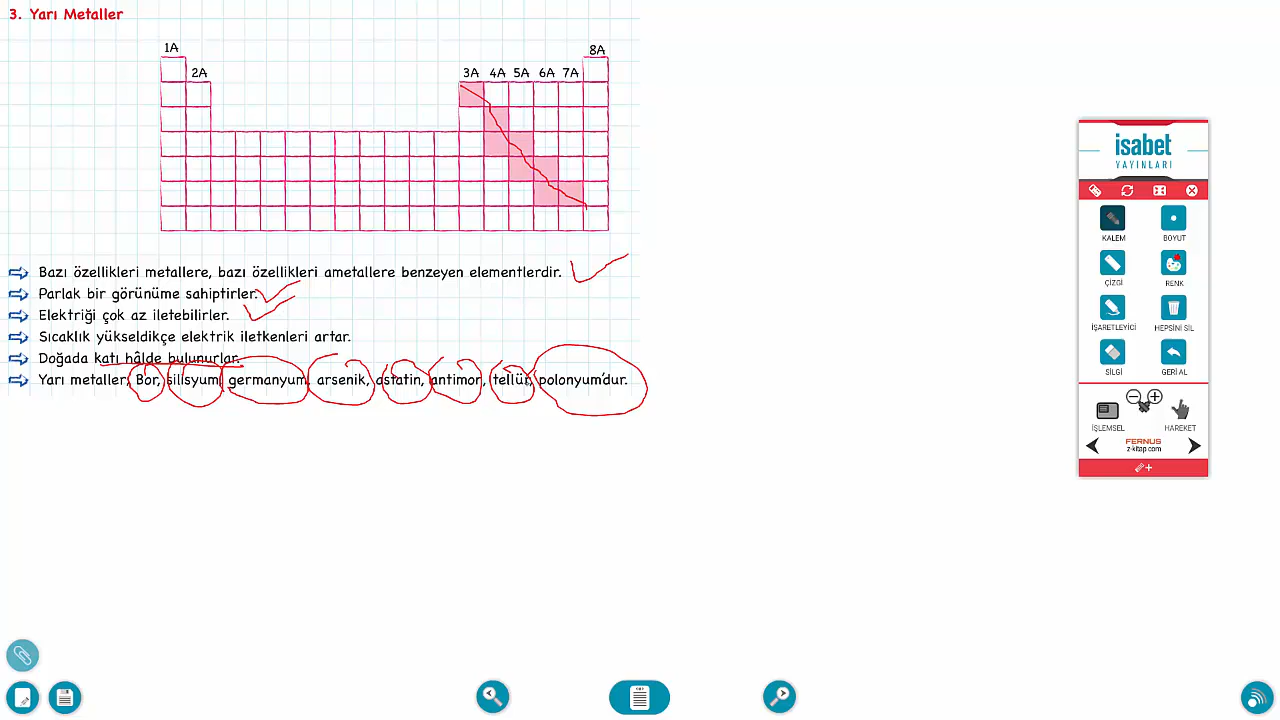 3. Yarı Metaller
1A
8A
2A
3A 4A 5A 6A 7A
Bazı özellikleri metallere, bazı özellikleri ametallere benzeyen elementlerdir.
Parlak bir görünüme sahiptirler.
Elektriği çok az iletebilirler.
Sıcaklık yükseldikçe elektrik iletkenleri artar.
Doğada katı hâlde bulunurlar.
Yarı metaller, Bor, silisyum, germanyum, arsenik, astatin, antimon, tellür, polonyum'dur.
isabet
YAYINLARI
KALEM
BOYUT
ÇİZGİ
RENK
İŞARETLEYİCİ
HEPSİNİ SİL
SİLGİ
GERİ AL
İŞLEMSEL
HAREKET
FERNUS
z-kitap.com